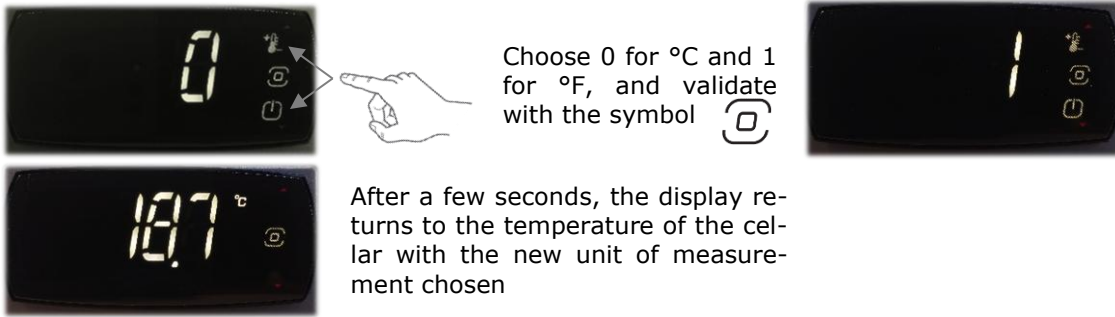 0
Choose 0 for °C and 1
for °F, and validate
with the symbol
1
18.7 °C
After a few seconds, the display re-
turns to the temperature of the cel-
lar with the new unit of measure-
ment chosen